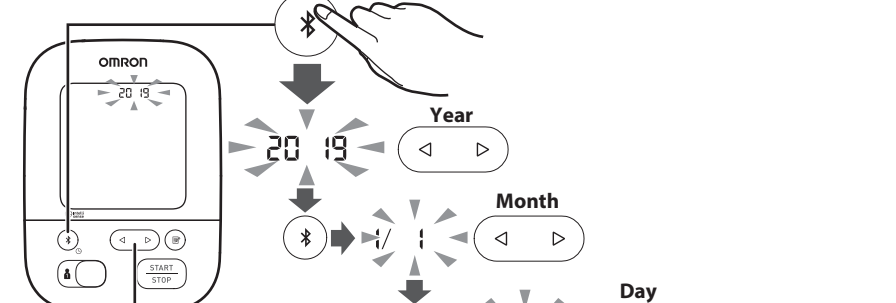 OMRON
20 19
Year
20 19
Month
1/ 1
Day
START
STOP